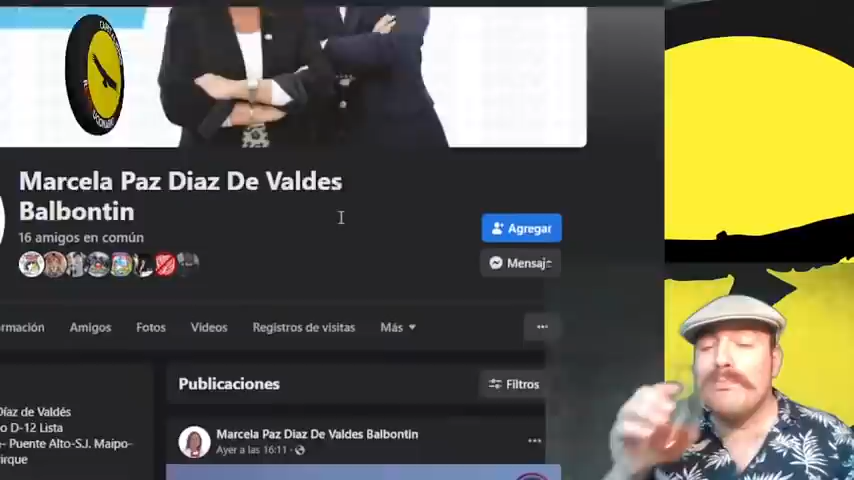 Marcela Paz Diaz De Valdes
Balbontin
16 amigos en común
Agregar
Mensaje
rmación
Amigos
Fotos
Videos
Registros de visitas
Más
Publicaciones
Filtros
Díaz de Valdés
o D-12 Lista
e- Puente Alto-S.J. Maipo-
irque
Marcela Paz Diaz De Valdes Balbontin
Ayer a las 16:11